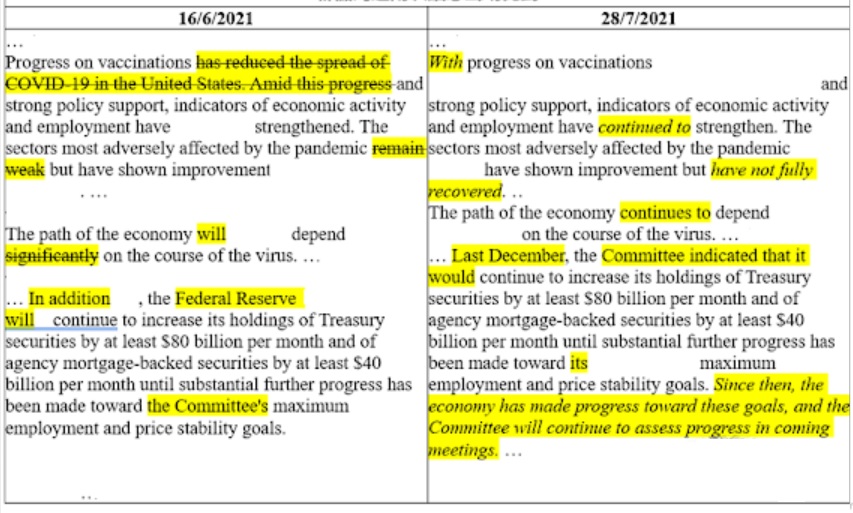 16/6/2021
...
Progress on vaccinations has reduced the spread of
COVID-19 in the United States. Amid this progress and
strong policy support, indicators of economic activity
and employment have strengthened. The
sectors most adversely affected by the pandemic remain
weak but have shown improvement
. ...
The path of the economy will depend
significantly on the course of the virus. ...
... In addition , the Federal Reserve
will continue to increase its holdings of Treasury
securities by at least $80 billion per month and of
agency mortgage-backed securities by at least $40
billion per month until substantial further progress has
been made toward the Committee's maximum
employment and price stability goals.
...
28/7/2021
...
With progress on vaccinations
and
strong policy support, indicators of economic activity
and employment have continued to strengthen. The
sectors most adversely affected by the pandemic
have shown improvement but have not fully
recovered. ..
The path of the economy continues to depend
on the course of the virus. ...
... Last December, the Committee indicated that it
would continue to increase its holdings of Treasury
securities by at least $80 billion per month and of
agency mortgage-backed securities by at least $40
billion per month until substantial further progress has
been made toward its maximum
employment and price stability goals. Since then, the
economy has made progress toward these goals, and the
Committee will continue to assess progress in coming
meetings. ...